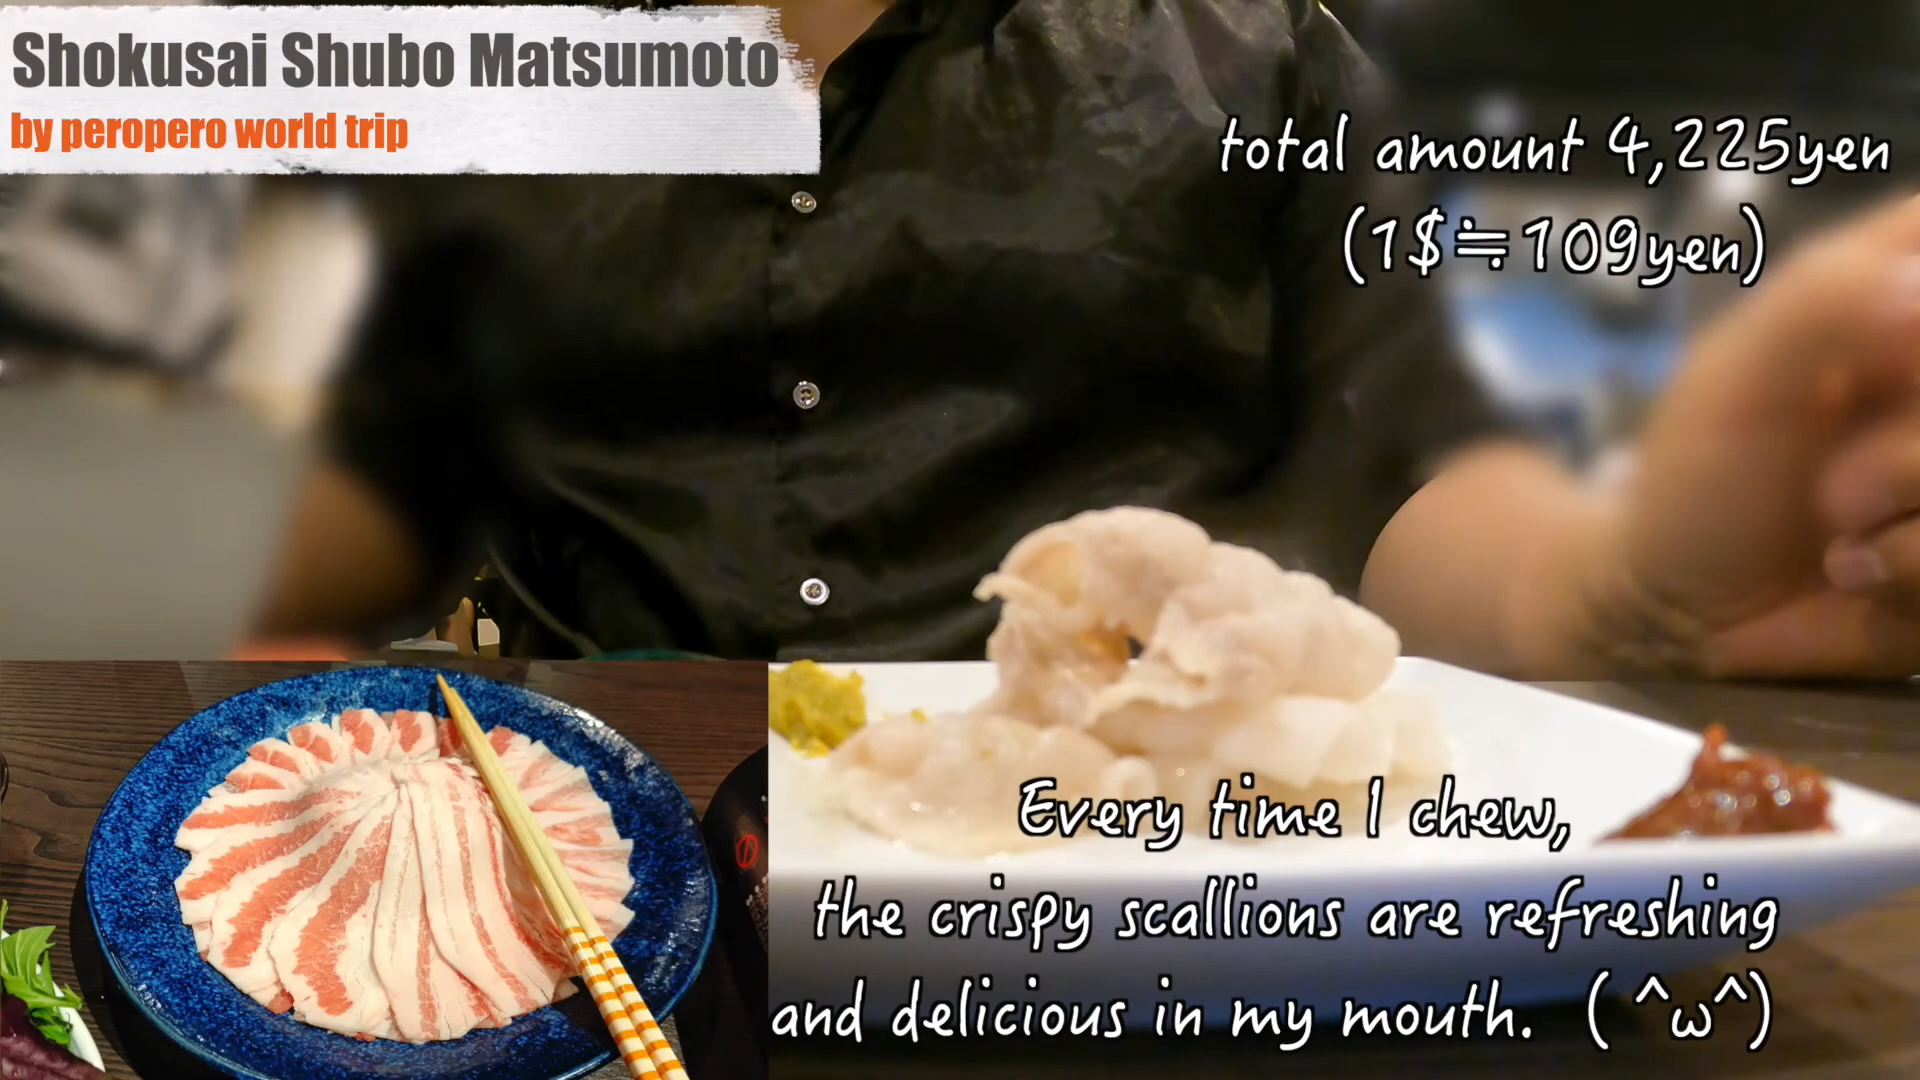 Shokusai Shubo Matsumoto
by peropero world trip
total amount 4,225yen
(1$≒109yen)
Every time I chew,
the crispy scallions are refreshing
and delicious in my mouth. ( ^ω^)